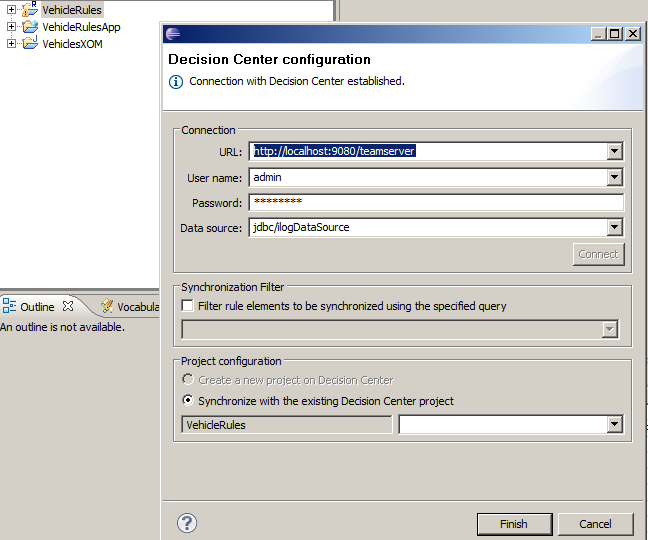 VehicleRules
VehicleRulesApp
VehiclesXOM
Decision Center configuration
Connection with Decision Center established.
Connection
URL: http://localhost:9080/teamserver
User name: admin
Password: ********
Data source: jdbc/ilogDataSource
Connect
Synchronization Filter
Filter rule elements to be synchronized using the specified query
Outline
Vocabula
An outline is not available.
Project configuration
Create a new project on Decision Center
Synchronize with the existing Decision Center project
VehicleRules
Finish Cancel